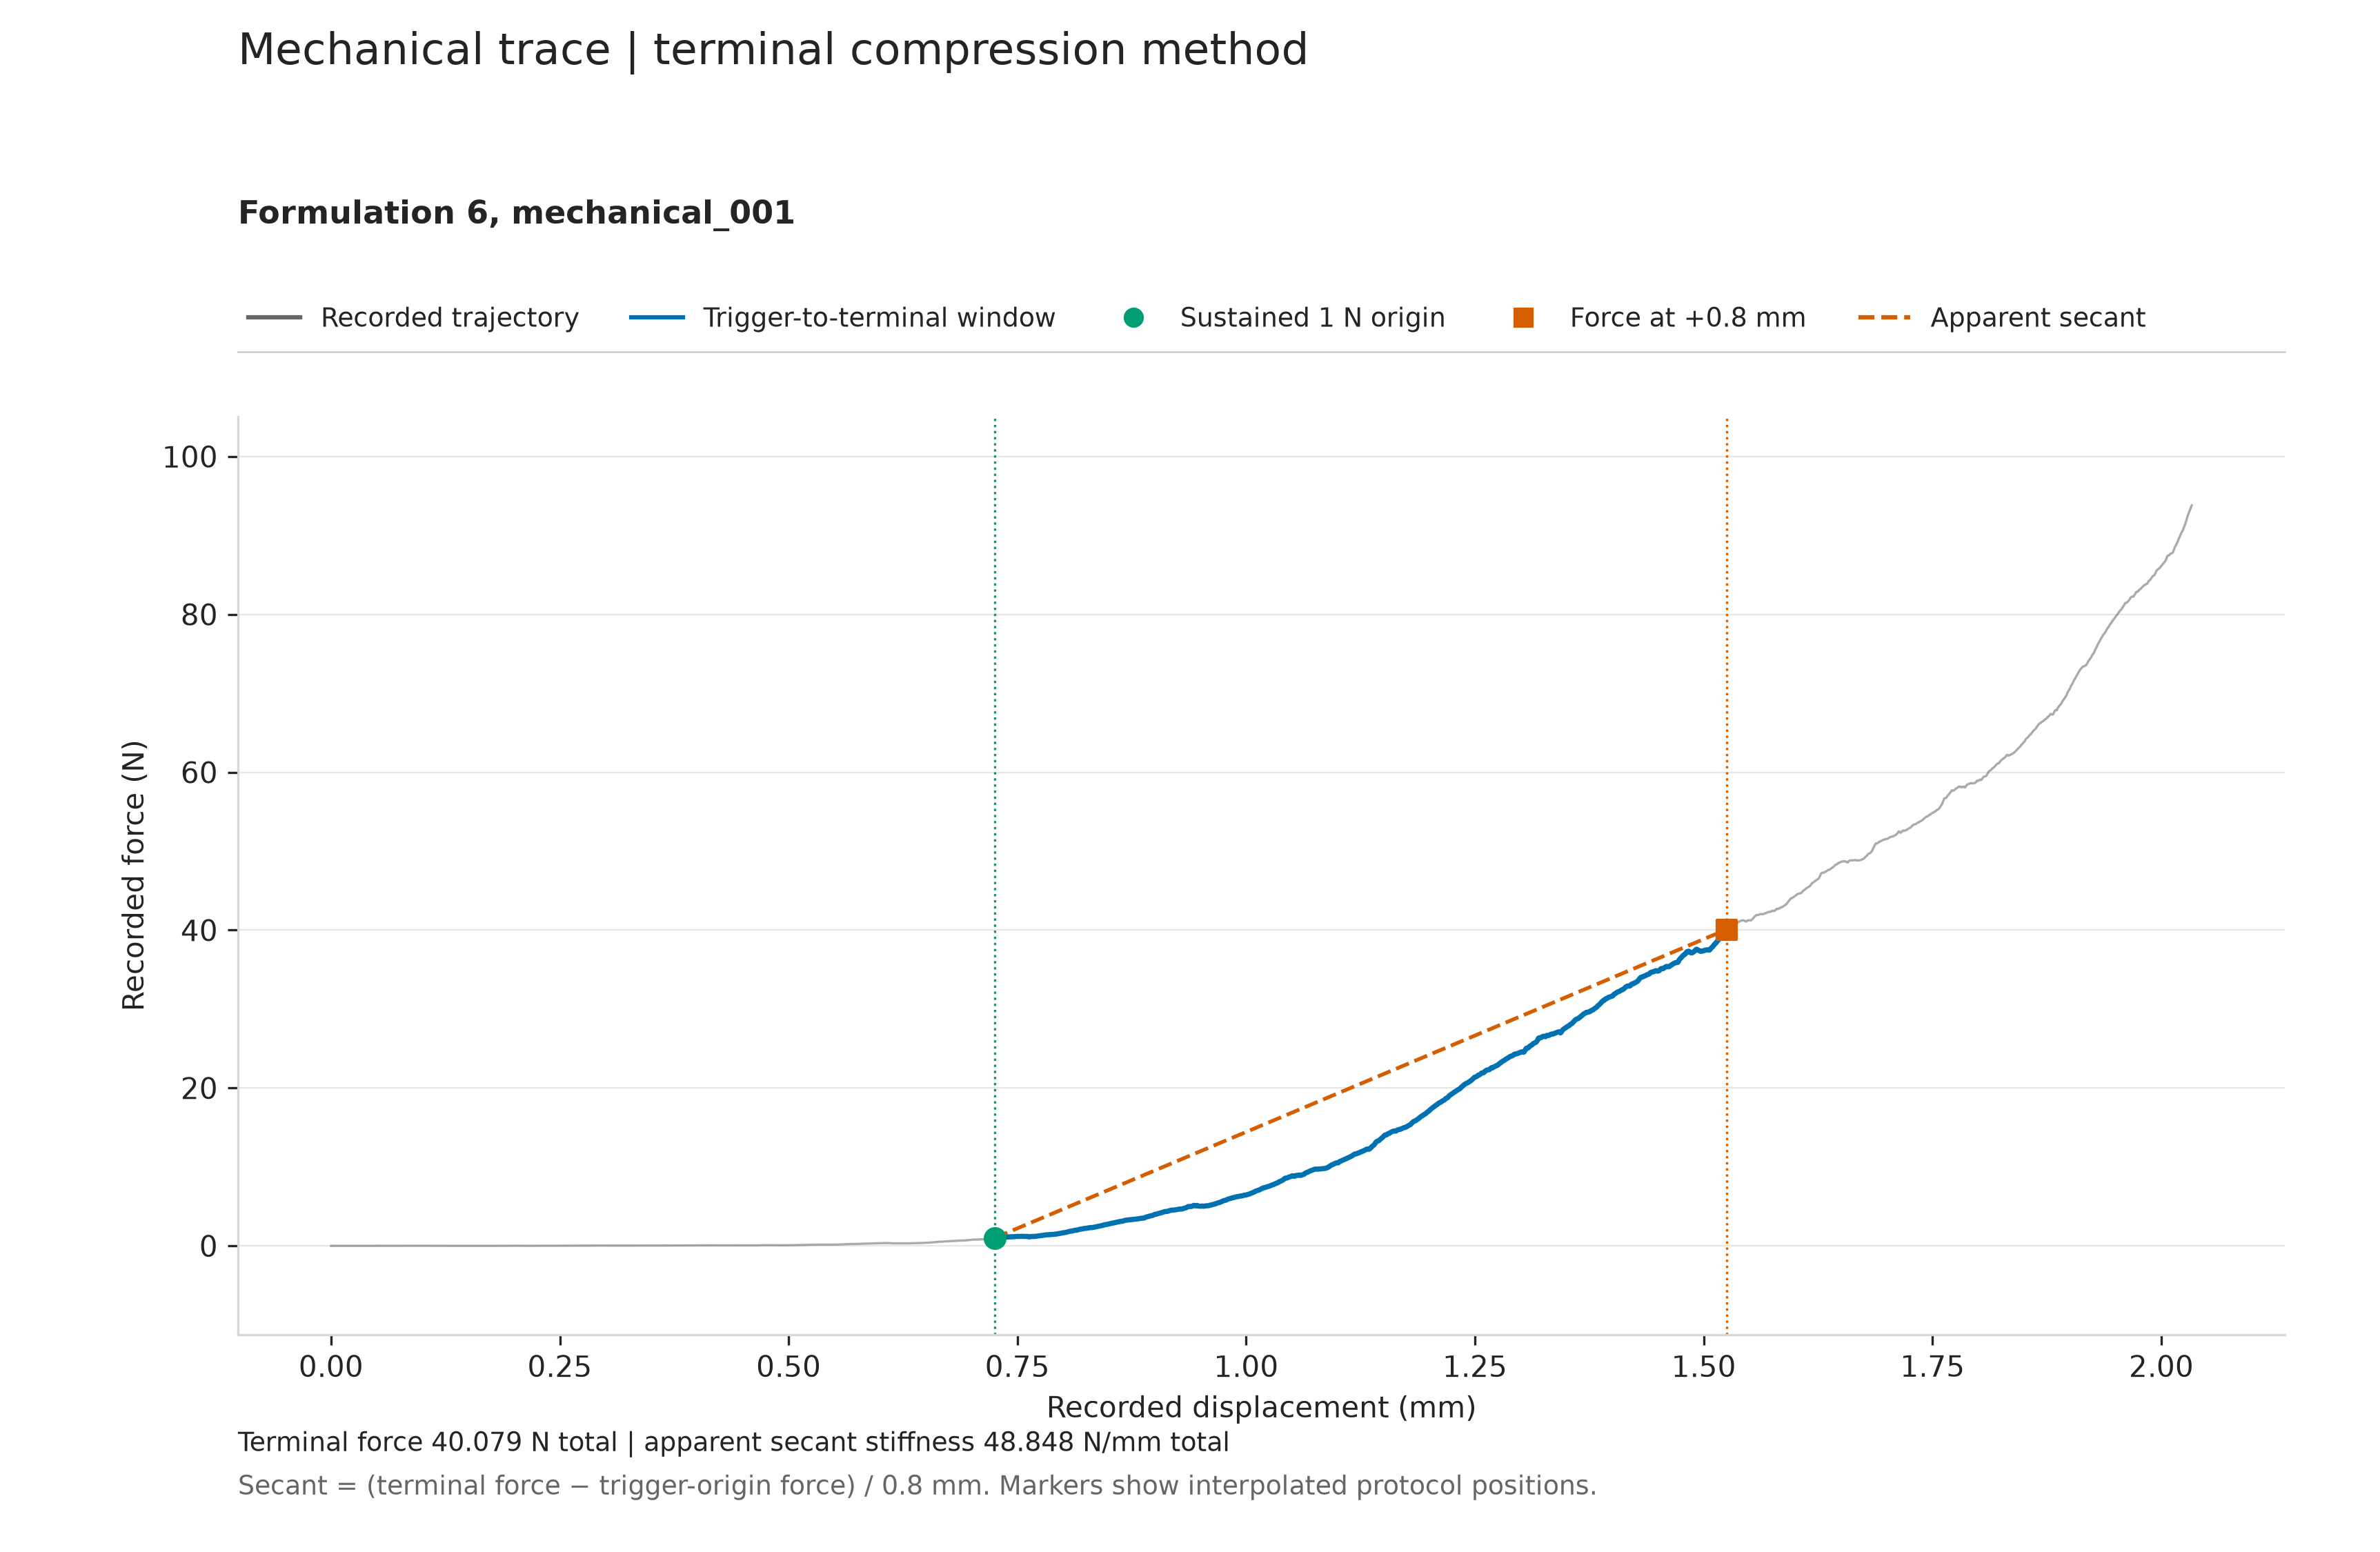 Mechanical trace | terminal compression method
Formulation 6, mechanical_001
Recorded trajectory
Trigger-to-terminal window
Sustained 1 N origin
Force at +0.8 mm
Apparent secant
Recorded force (N)
100
80
60
40
20
0
0.00 0.25 0.50 0.75 1.00 1.25 1.50 1.75 2.00
Recorded displacement (mm)
Terminal force 40.079 N total | apparent secant stiffness 48.848 N/mm total
Secant = (terminal force − trigger-origin force) / 0.8 mm. Markers show interpolated protocol positions.